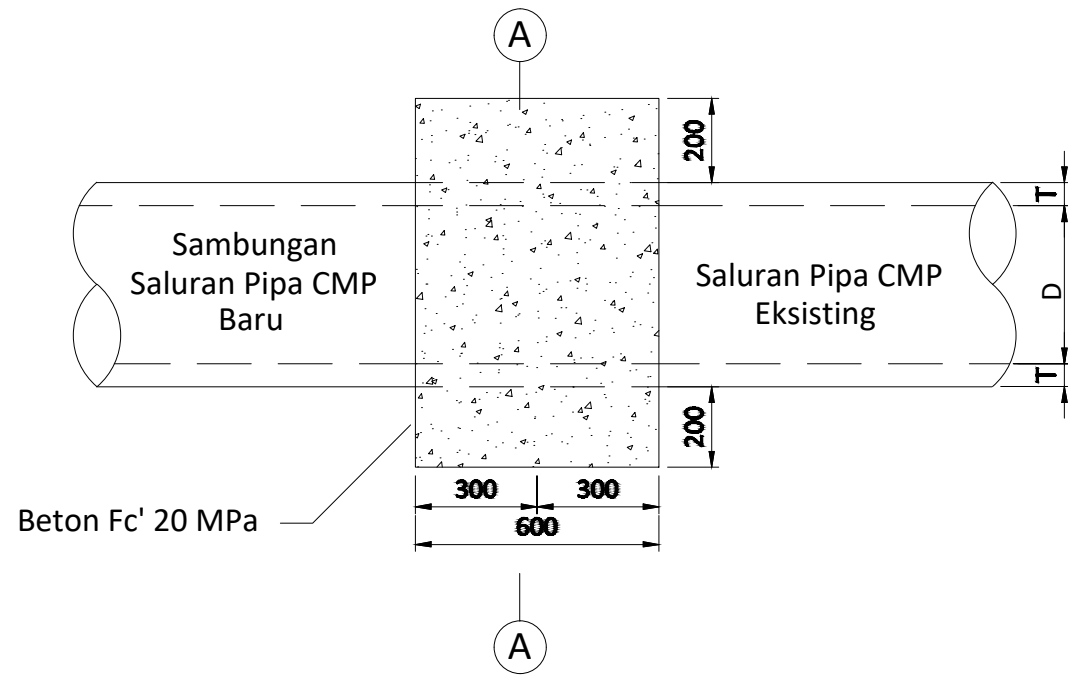 A
200
T
Sambungan
Saluran Pipa CMP
Baru
Saluran Pipa CMP
Eksisting
D
T
200
300
300
600
Beton Fc' 20 MPa
A